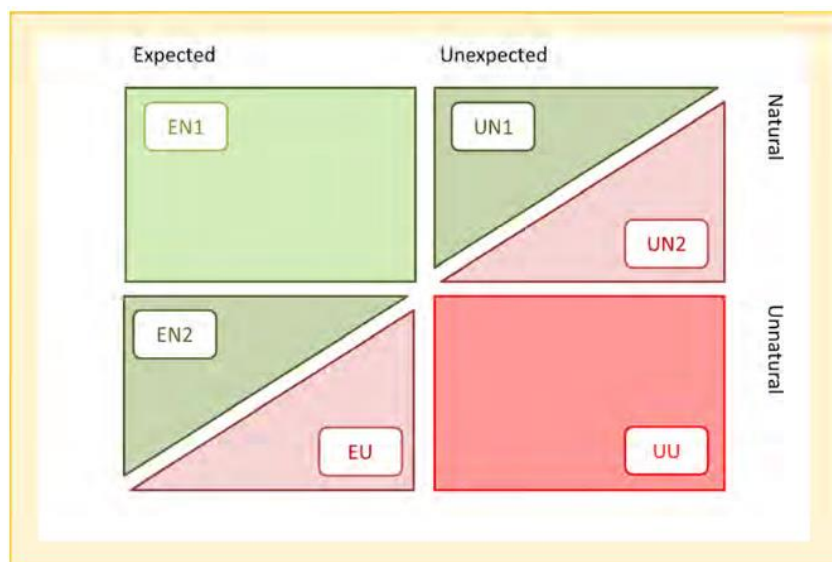 Expected
Unexpected
EN1
UN1
Natural
UN2
EN2
Unnatural
EU
UU